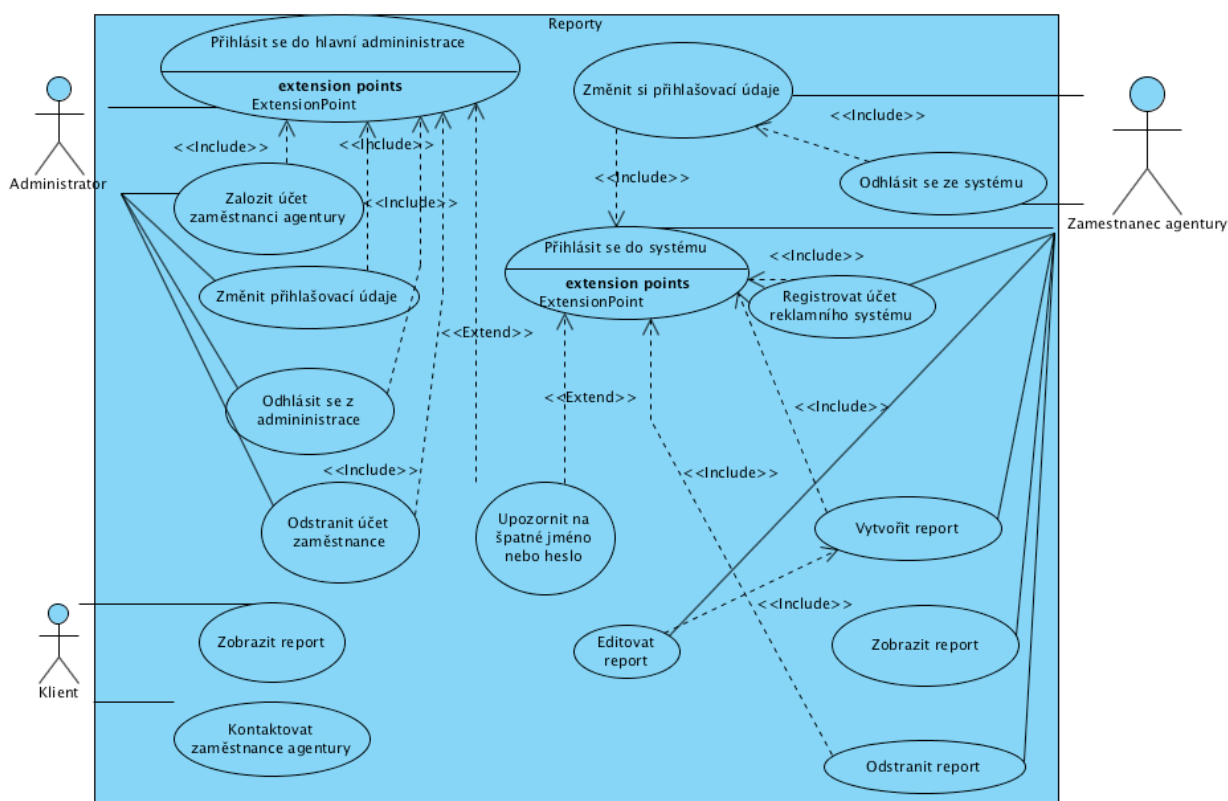 Reporty
Přihlásit se do hlavní admininistrace
extension points
ExtensionPoint
Změnit si přihlašovací údaje
<<Include>>
<<Include>>
<<Include>>
Administrator
Založit účet
zaměstnanci agentury
<<Include>>
<<Include>>
Odhlásit se ze systému
Zamestnanec agentury
Přihlásit se do systému
extension points
ExtensionPoint
<<Include>>
Změnit přihlašovací údaje
Registrovat účet
reklamního systému
<<Extend>>
<<Extend>>
Odhlásit se z
admininistrace
<<Include>>
<<Include>>
<<Include>>
Odstranit účet
zaměstnance
Upozornit na
špatné jméno
nebo heslo
Vytvořit report
<<Include>>
Zobrazit report
Editovat
report
Zobrazit report
Klient
Kontaktovat
zaměstnance agentury
Odstranit report